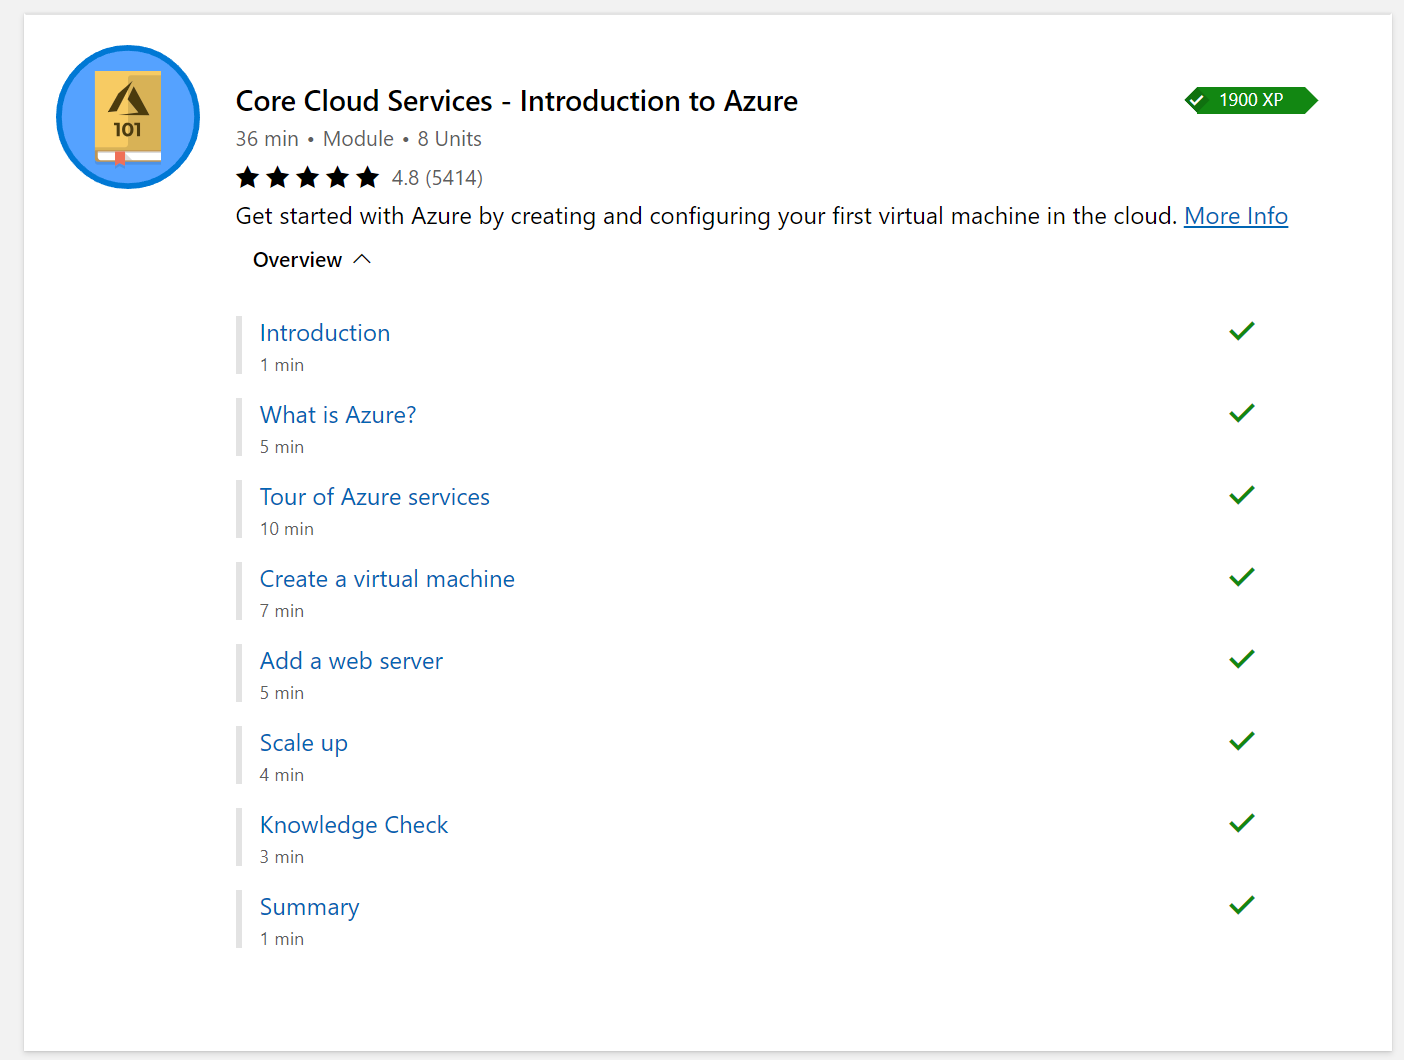 101
Core Cloud Services - Introduction to Azure
1900 XP
36 min • Module • 8 Units
4.8 (5414)
Get started with Azure by creating and configuring your first virtual machine in the cloud. More Info
Overview
Introduction
1 min
What is Azure?
5 min
Tour of Azure services
10 min
Create a virtual machine
7 min
Add a web server
5 min
Scale up
4 min
Knowledge Check
3 min
Summary
1 min